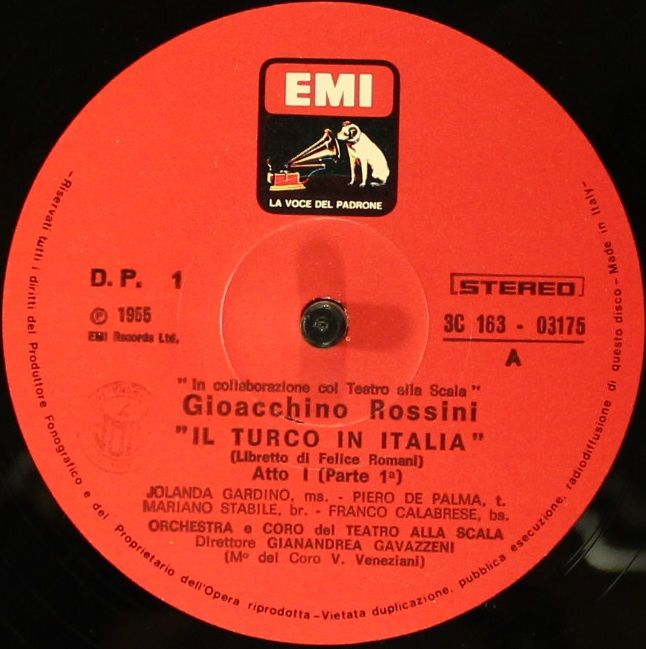 EMI
LA VOCE DEL PADRONE
D.P. 1
℗ 1955
EMI Records Ltd.
STEREO
3C 163 - 03175
A
"In collaborazione col Teatro alla Scala"
Gioacchino Rossini
"IL TURCO IN ITALIA"
(Libretto di Felice Romani)
Atto I (Parte 1ª)
JOLANDA GARDINO, ms. - PIERO DE PALMA, t.
MARIANO STABILE, br. - FRANCO CALABRESE, bs.
ORCHESTRA e CORO del TEATRO ALLA SCALA
Direttore GIANANDREA GAVAZZENI
(Mº del Coro V. Veneziani)
-Riservati tutti i diritti del Produttore Fonografico e del Proprietario dell'Opera riprodotta-Vietata duplicazione, pubblica esecuzione, radiodiffusione di questo disco-Made in Italy-